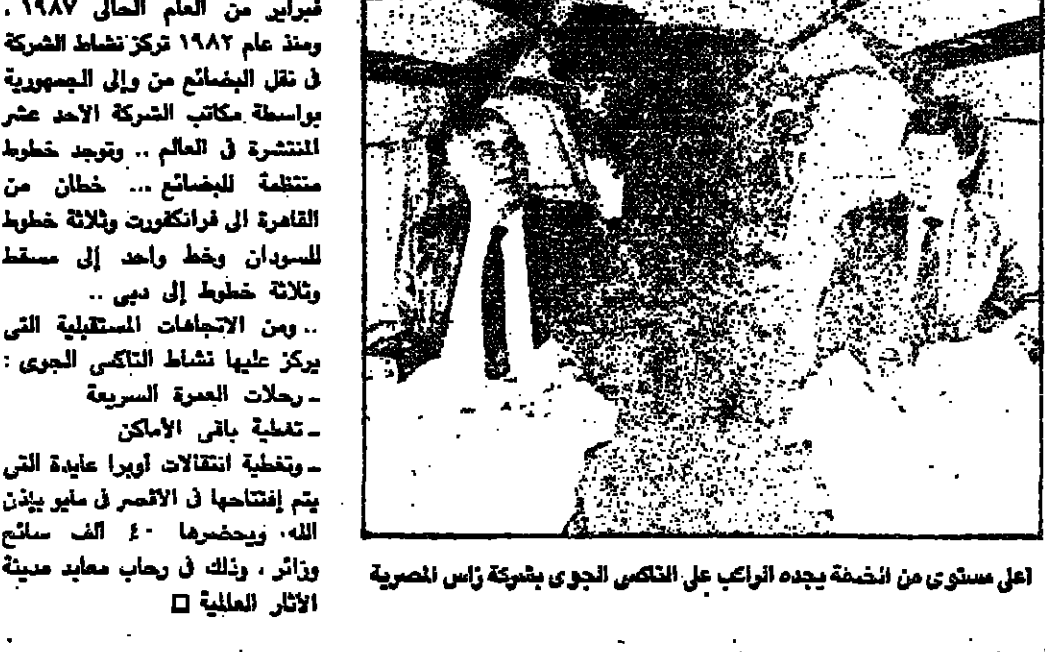 فبراير من العام الحالى ١٩٨٧ .
ومنذ عام ١٩٨٢ تركز نشاط الشركة
فى نقل البضائع من وإلى الجمهورية
بواسطة مكاتب الشركة الاحد عشر
المنتشرة فى العالم .. وتوجد خطوط
منتظمة للبضائع ... خطان من
القاهرة الى فرانكفورت وثلاثة خطوط
للسودان وخط واحد إلى مسقط
وثلاثة خطوط إلى دبى ..
.. ومن الاتجاهات المستقبلية التى
يركز عليها نشاط التاكسى الجوى :
ـ رحلات العمرة السريعة
ـ تغطية باقى الأماكن
ـ وتغطية انتقالات أوبرا عايدة التى
يتم إفتتاحها فى الأقصر فى مايو بإذن
الله، ويحضرها ٤٠ ألف سائح
وزائر ، وذلك فى رحاب معابد مدينة
الآثار العالمية □
أعلى مستوى من الخدمة يجده الراكب على التاكسى الجوى بشركة زاس المصرية